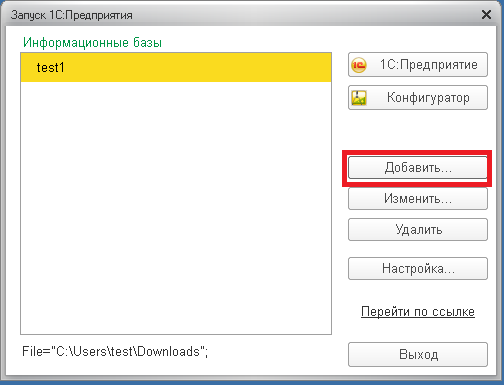 Запуск 1С:Предприятия
Информационные базы
test1
1С:Предприятие
Конфигуратор
Добавить...
Изменить...
Удалить
Настройка...
Перейти по ссылке
File="C:\Users\test\Downloads";
Выход